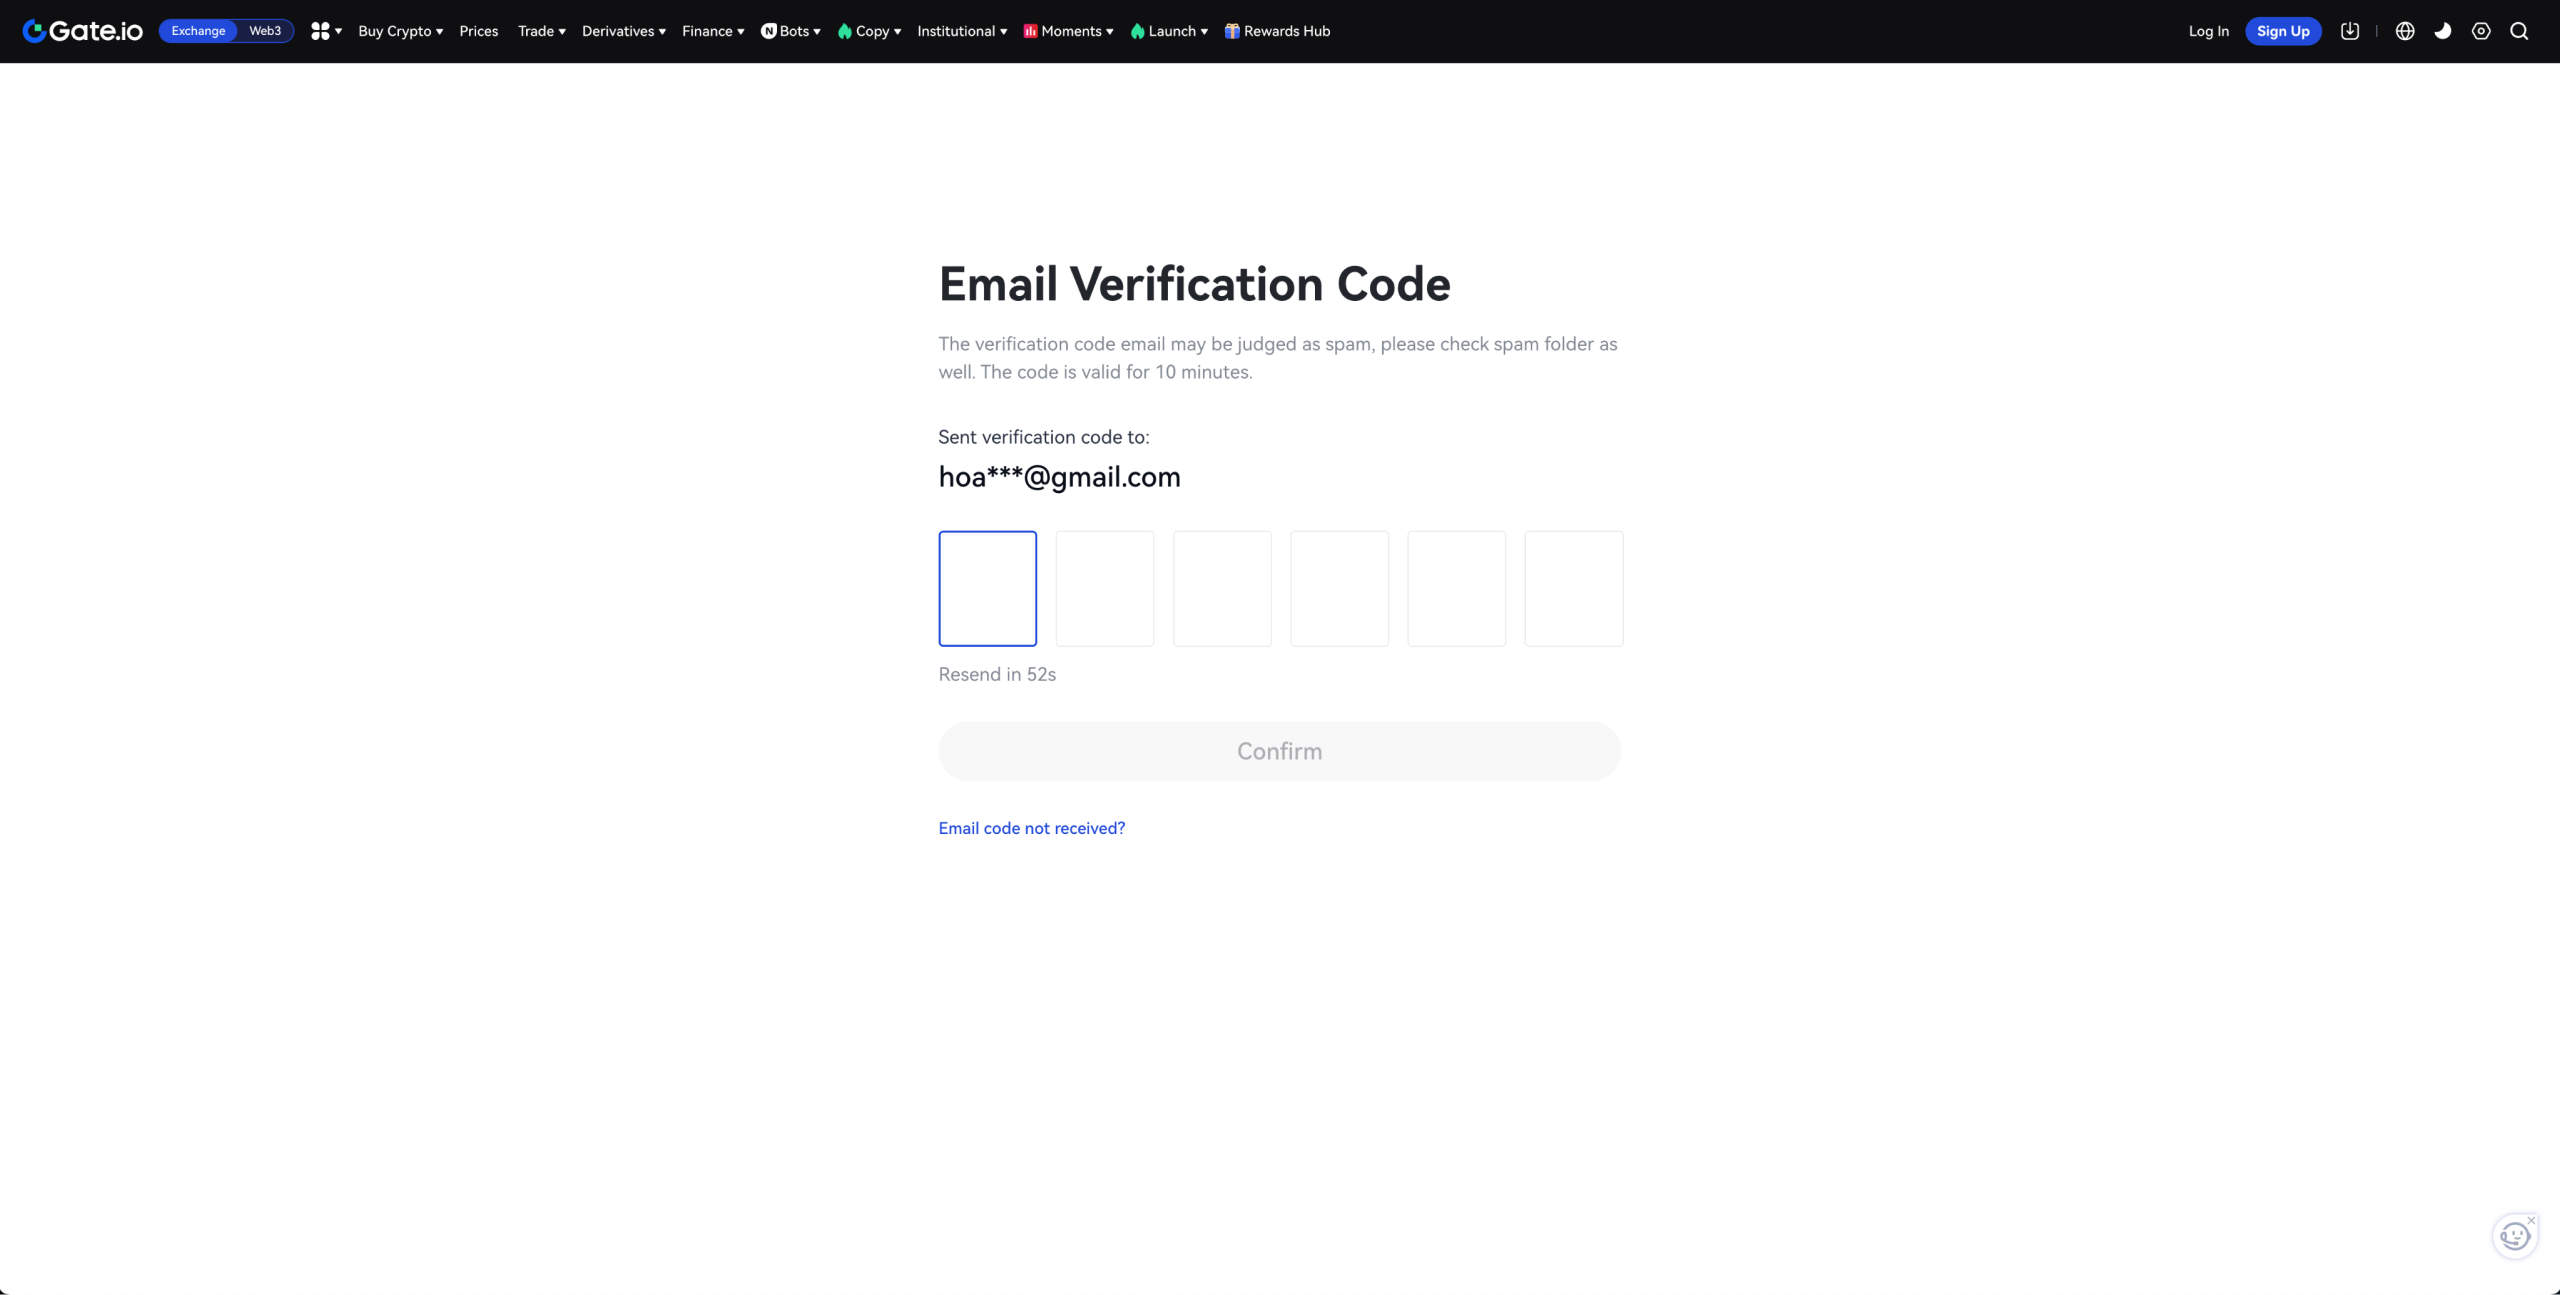 Gate.io Exchange Web3 Buy Crypto Prices Trade Derivatives Finance N Bots Copy Institutional Moments Launch Rewards Hub Log In Sign Up
Email Verification Code
The verification code email may be judged as spam, please check spam folder as
well. The code is valid for 10 minutes.
Sent verification code to:
hoa***@gmail.com
Resend in 52s
Confirm
Email code not received?